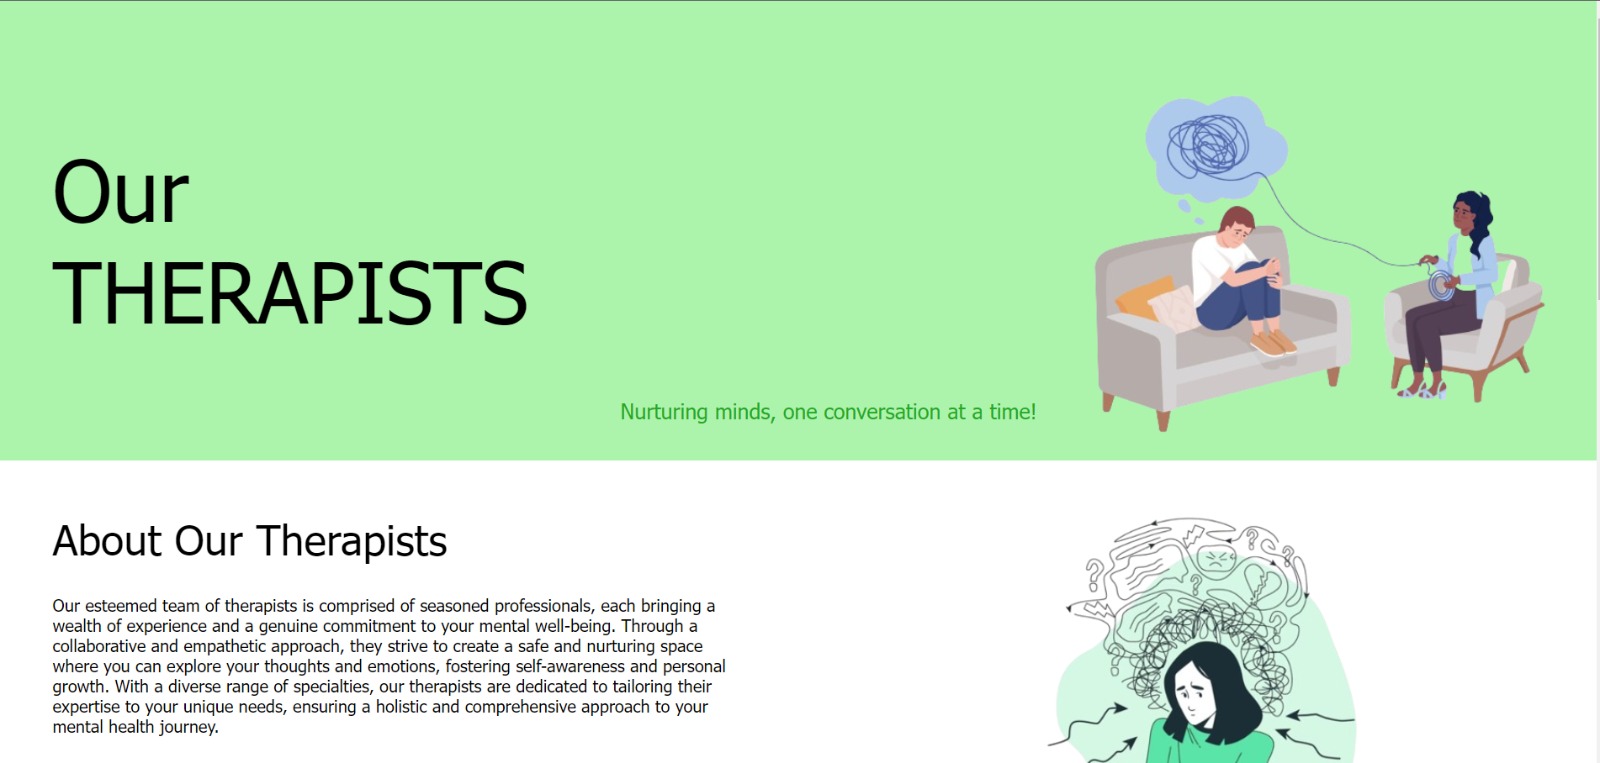 Our
THERAPISTS
Nurturing minds, one conversation at a time!
About Our Therapists
Our esteemed team of therapists is comprised of seasoned professionals, each bringing a
wealth of experience and a genuine commitment to your mental well-being. Through a
collaborative and empathetic approach, they strive to create a safe and nurturing space
where you can explore your thoughts and emotions, fostering self-awareness and personal
growth. With a diverse range of specialties, our therapists are dedicated to tailoring their
expertise to your unique needs, ensuring a holistic and comprehensive approach to your
mental health journey.